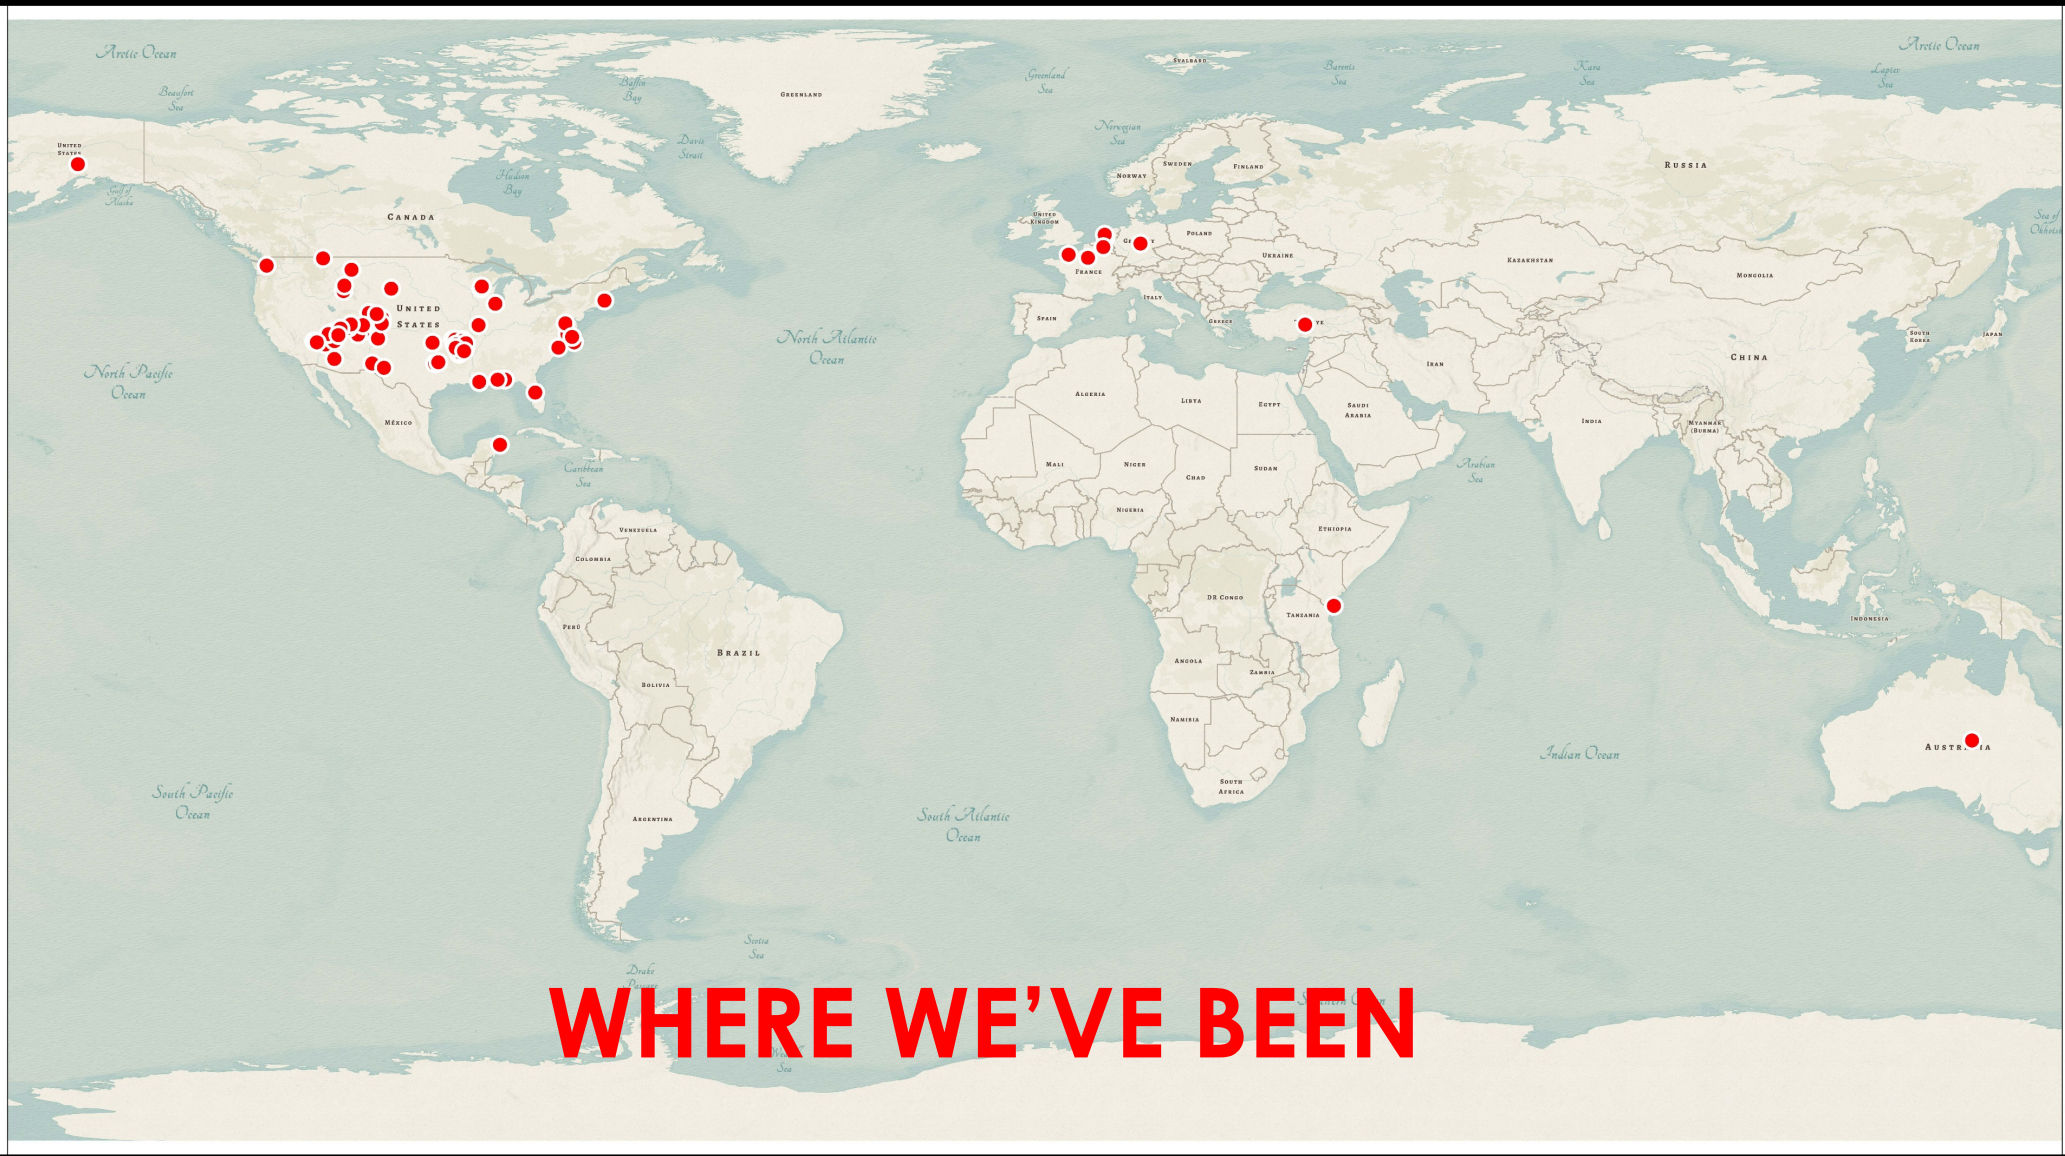 Arctic Ocean
Arctic Ocean
Beaufort
Sea
Baffin
Bay
GREENLAND
Greenland
Sea
SVALBARD
Barents
Sea
Kara
Sea
Laptev
Sea
UNITED
STATES
Gulf of
Alaska
Davis
Strait
Hudson
Bay
CANADA
Norwegian
Sea
SWEDEN
FINLAND
NORWAY
RUSSIA
UNITED
KINGDOM
POLAND
Sea of
UKRAINE
FRANCE
KAZAKHSTAN
MONGOLIA
ITALY
SPAIN
GREECE
UNITED
STATES
North Atlantic
Ocean
North Pacific
Ocean
SOUTH
KOREA
JAPAN
CHINA
IRAN
ALGERIA
LIBYA
EGYPT
SAUDI
ARABIA
INDIA
MYANMAR
(BURMA)
MÉXICO
Caribbean
Sea
MALI
NIGER
CHAD
SUDAN
Arabian
Sea
NIGERIA
ETHIOPIA
VENEZUELA
COLOMBIA
DR CONGO
TANZANIA
INDONESIA
PERÚ
BRAZIL
BOLIVIA
ANGOLA
ZAMBIA
NAMIBIA
Indian Ocean
SOUTH
AFRICA
South Pacific
Ocean
South Atlantic
Ocean
ARGENTINA
Scotia
Sea
Drake
WHERE WE'VE BEEN
Sea